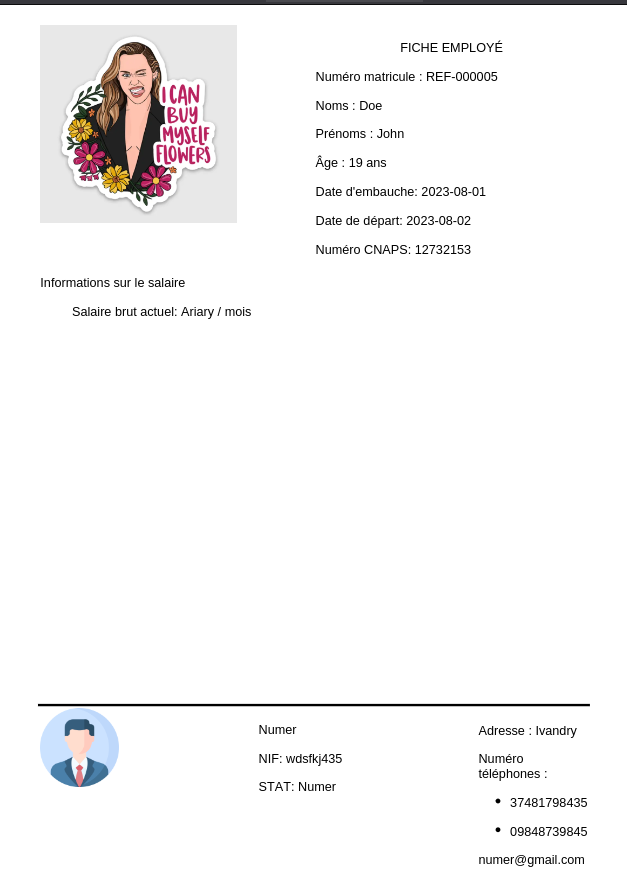 I CAN
BUY
MYSELF
FLOWERS
FICHE EMPLOYÉ
Numéro matricule : REF-000005
Noms : Doe
Prénoms : John
Âge : 19 ans
Date d'embauche: 2023-08-01
Date de départ: 2023-08-02
Numéro CNAPS: 12732153
Informations sur le salaire
Salaire brut actuel: Ariary / mois
Numer
NIF: wdsfkj435
STAT: Numer
Adresse : Ivandry
Numéro
téléphones :
• 37481798435
• 09848739845
numer@gmail.com